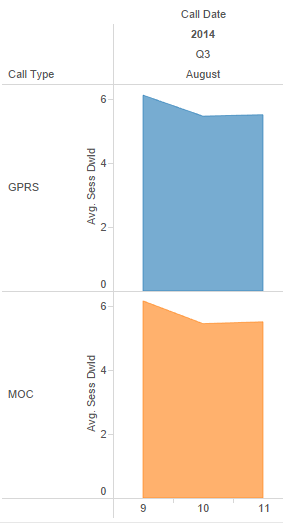 Call Date
2014
Q3
Call Type
August
6
4
2
0
GPRS
Avg. Sess Dwld
6
4
2
0
MOC
Avg. Sess Dwld
9
10
11